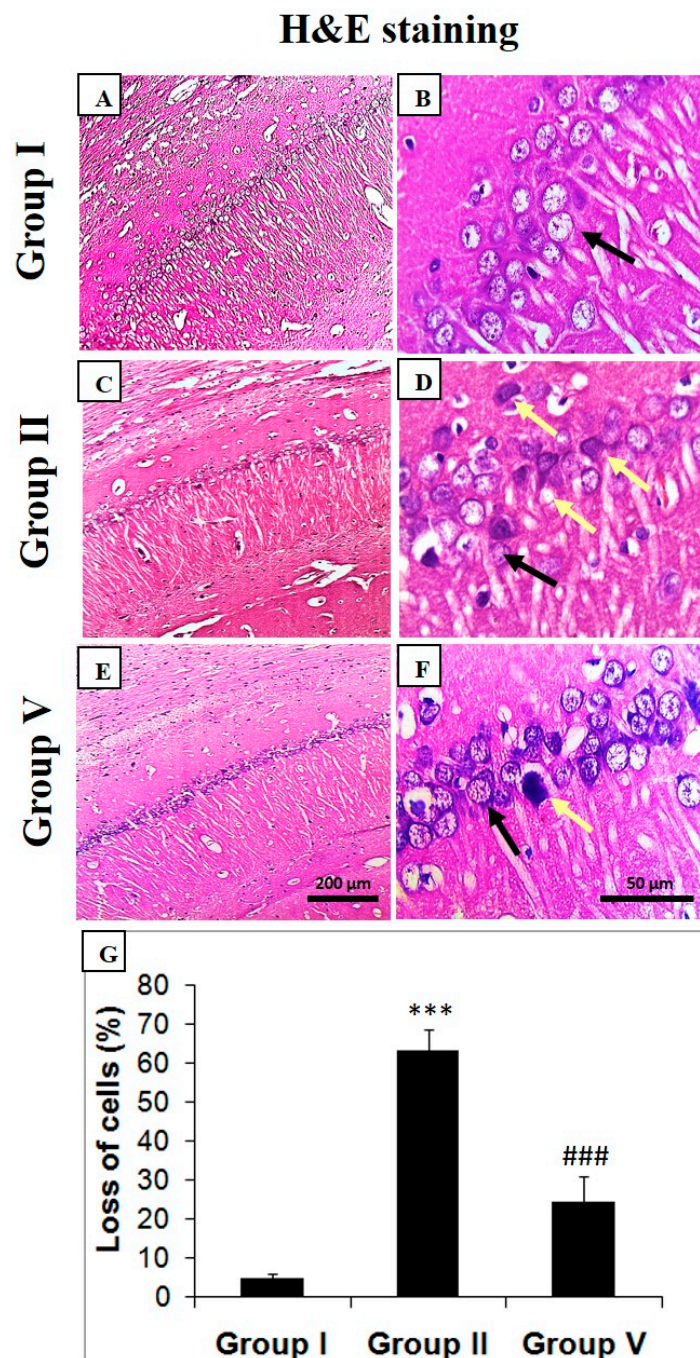 H&E staining
A
B
Group I
C
D
Group II
E
F
Group V
200 µm
50 µm
G
80
70
60
50
40
30
20
10
0
Loss of cells (%)
***
###
Group I Group II Group V